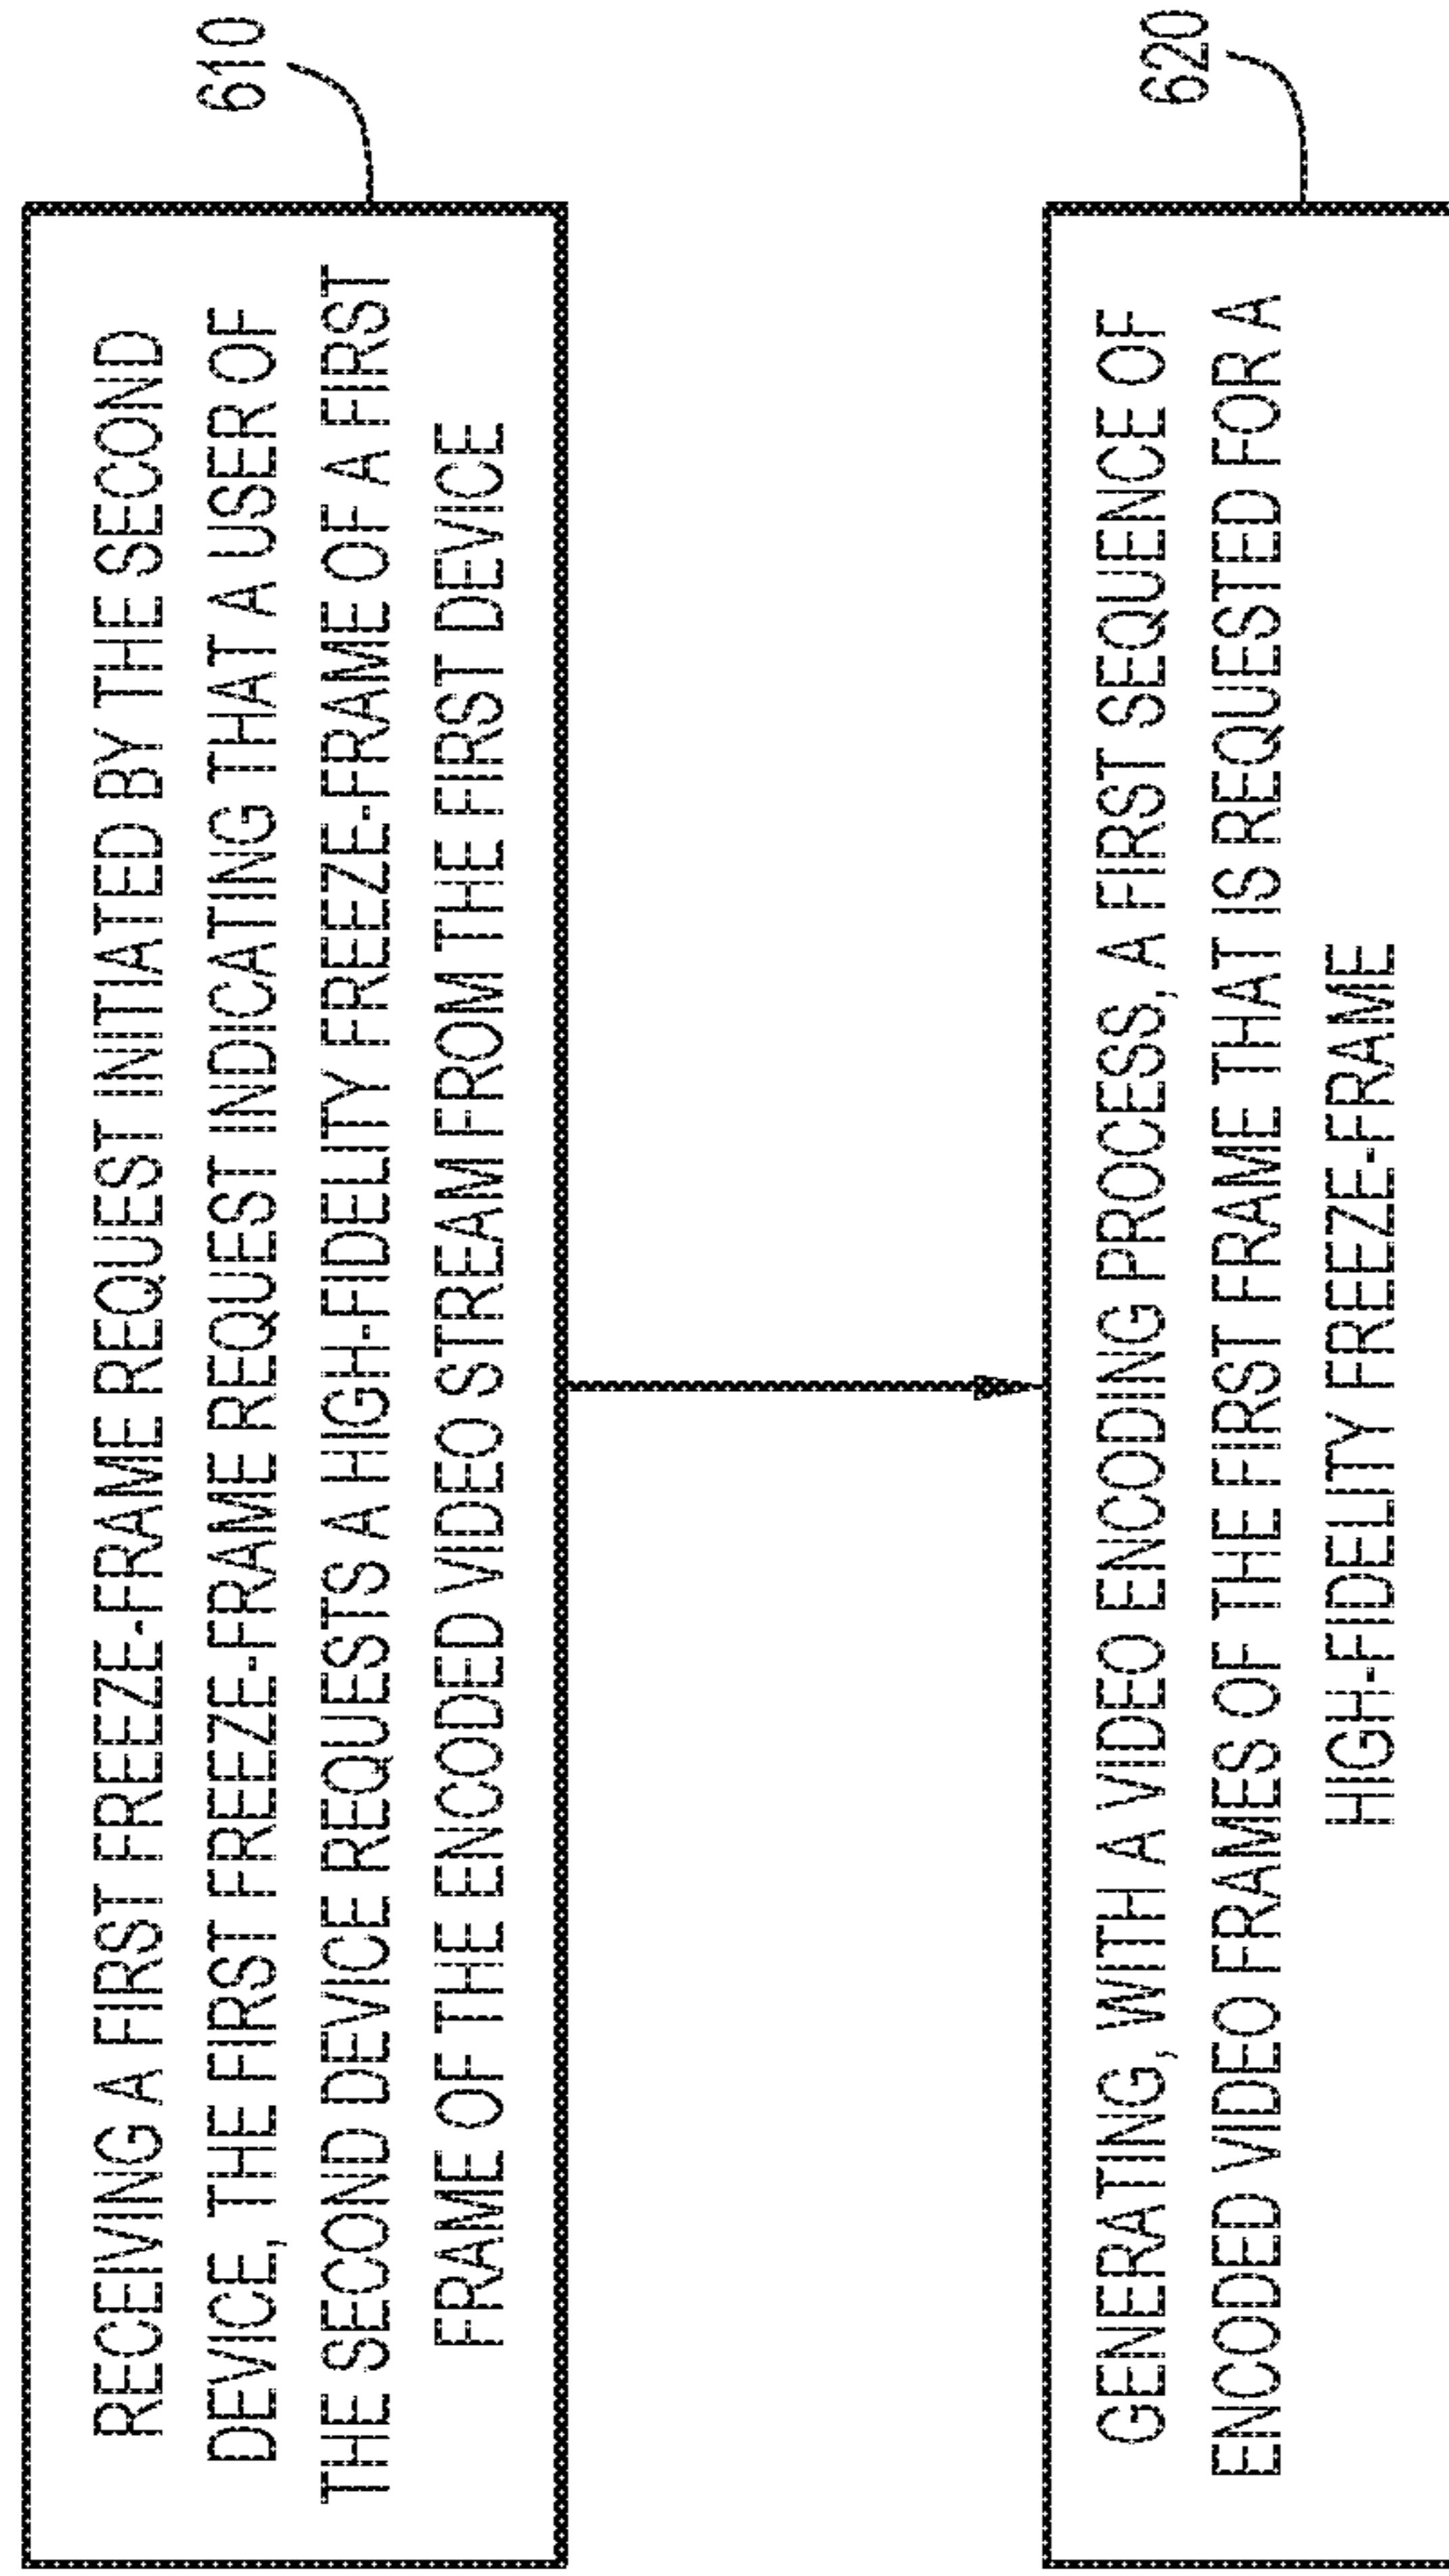 RECEIVING A FIRST FREEZE-FRAME REQUEST INITIATED BY THE SECOND
DEVICE, THE FIRST FREEZE-FRAME REQUEST INDICATING THAT A USER OF
THE SECOND DEVICE REQUESTS A HIGH-FIDELITY FREEZE-FRAME OF A FIRST
FRAME OF THE ENCODED VIDEO STREAM FROM THE FIRST DEVICE
610
GENERATING, WITH A VIDEO ENCODING PROCESS, A FIRST SEQUENCE OF
ENCODED VIDEO FRAMES OF THE FIRST FRAME THAT IS REQUESTED FOR A
HIGH-FIDELITY FREEZE-FRAME
620